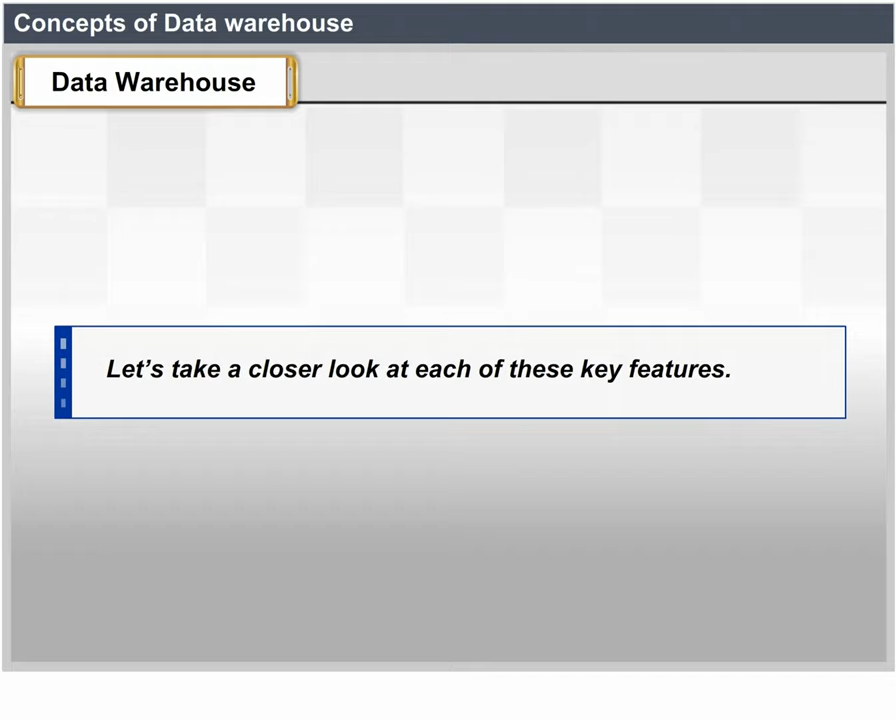 Concepts of Data warehouse
Data Warehouse
Let’s take a closer look at each of these key features.